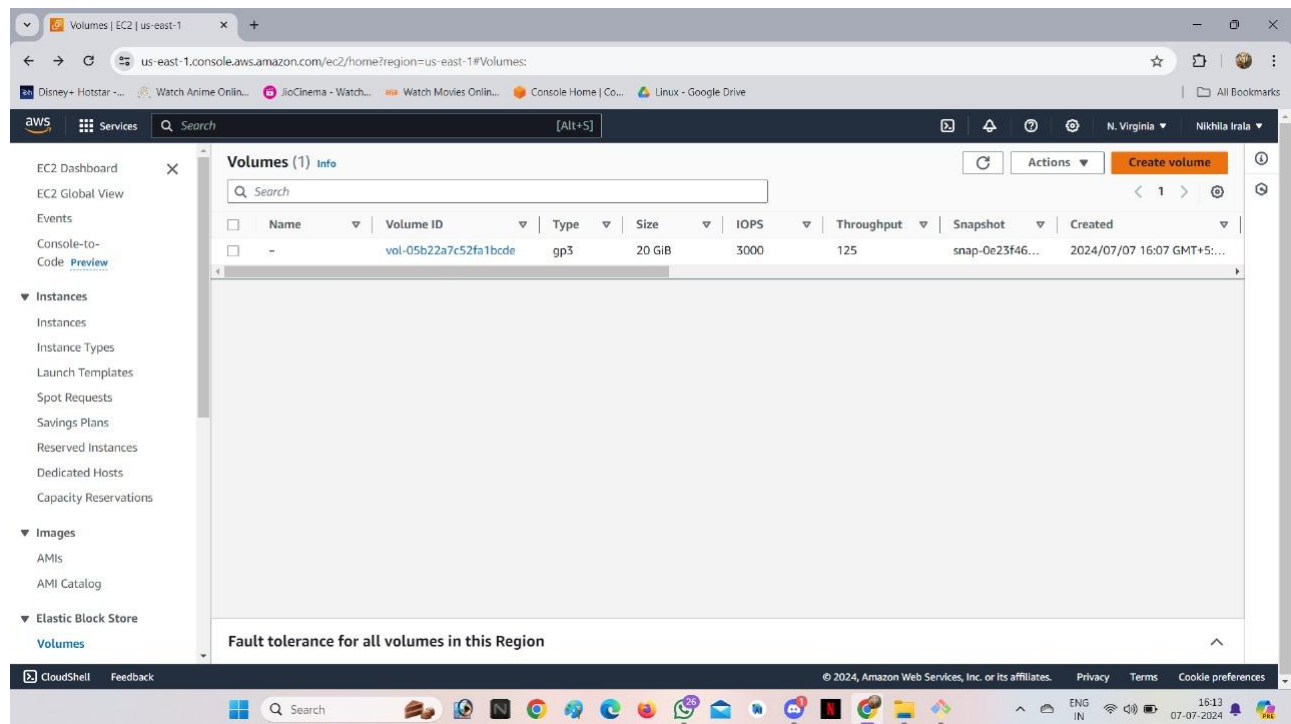 Volumes | EC2 | us-east-1
us-east-1.console.aws.amazon.com/ec2/home?region=us-east-1#Volumes:
Disney+ Hotstar -... Watch Anime Onlin... JioCinema - Watch... Watch Movies Onlin... Console Home | Co... Linux - Google Drive All Bookmarks
aws Services Search [Alt+S] N. Virginia Nikhila Irala
EC2 Dashboard
EC2 Global View
Events
Console-to-
Code Preview
Instances
Instances
Instance Types
Launch Templates
Spot Requests
Savings Plans
Reserved Instances
Dedicated Hosts
Capacity Reservations
Images
AMIs
AMI Catalog
Elastic Block Store
Volumes
Volumes (1) Info Actions Create volume
Search 1
Name Volume ID Type Size IOPS Throughput Snapshot Created
– vol-05b22a7c52fa1bcde gp3 20 GiB 3000 125 snap-0e23f46... 2024/07/07 16:07 GMT+5:...
Fault tolerance for all volumes in this Region
CloudShell Feedback © 2024, Amazon Web Services, Inc. or its affiliates. Privacy Terms Cookie preferences
Search 26 ENG 16:13
IN 07-07-2024